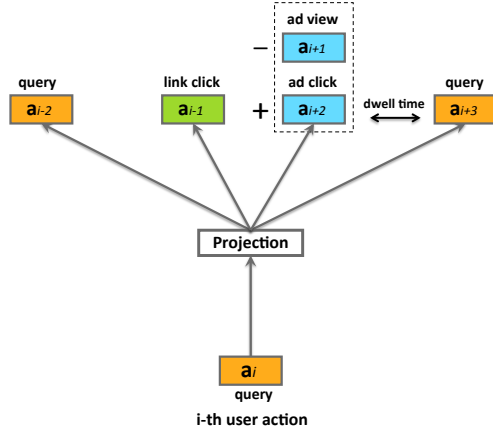 ad view
− a i+1
query link click ad click query
a i-2 a i-1 + a i+2 dwell time a i+3
Projection
a i
query
i-th user action